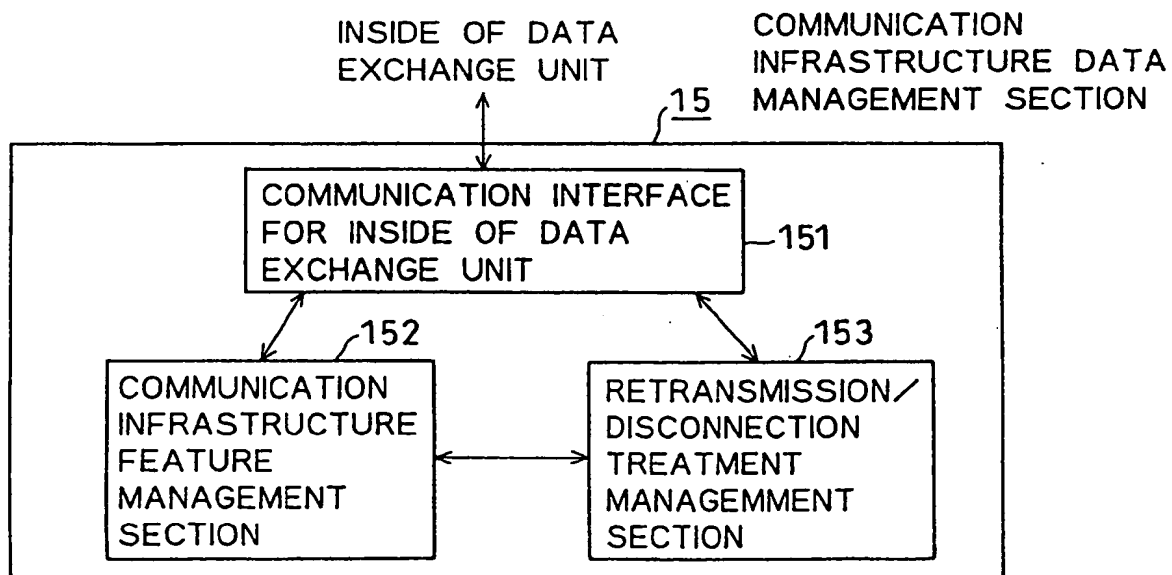 INSIDE OF DATA
EXCHANGE UNIT
COMMUNICATION
INFRASTRUCTURE DATA
MANAGEMENT SECTION
15
COMMUNICATION INTERFACE
FOR INSIDE OF DATA
EXCHANGE UNIT
151
152
COMMUNICATION
INFRASTRUCTURE
FEATURE
MANAGEMENT
SECTION
153
RETRANSMISSION/
DISCONNECTION
TREATMENT
MANAGEMMENT
SECTION